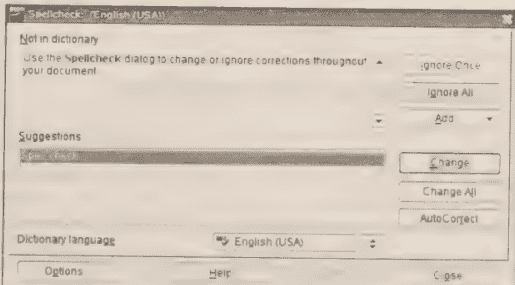 Spellcheck: (English (USA))
Not in dictionary
Use the Spellcheck dialog to change or ignore corrections throughout
your document
Ignore Once
Ignore All
Add
Suggestions
Change
Change All
AutoCorrect
Dictionary language
English (USA)
Options
Help
Close